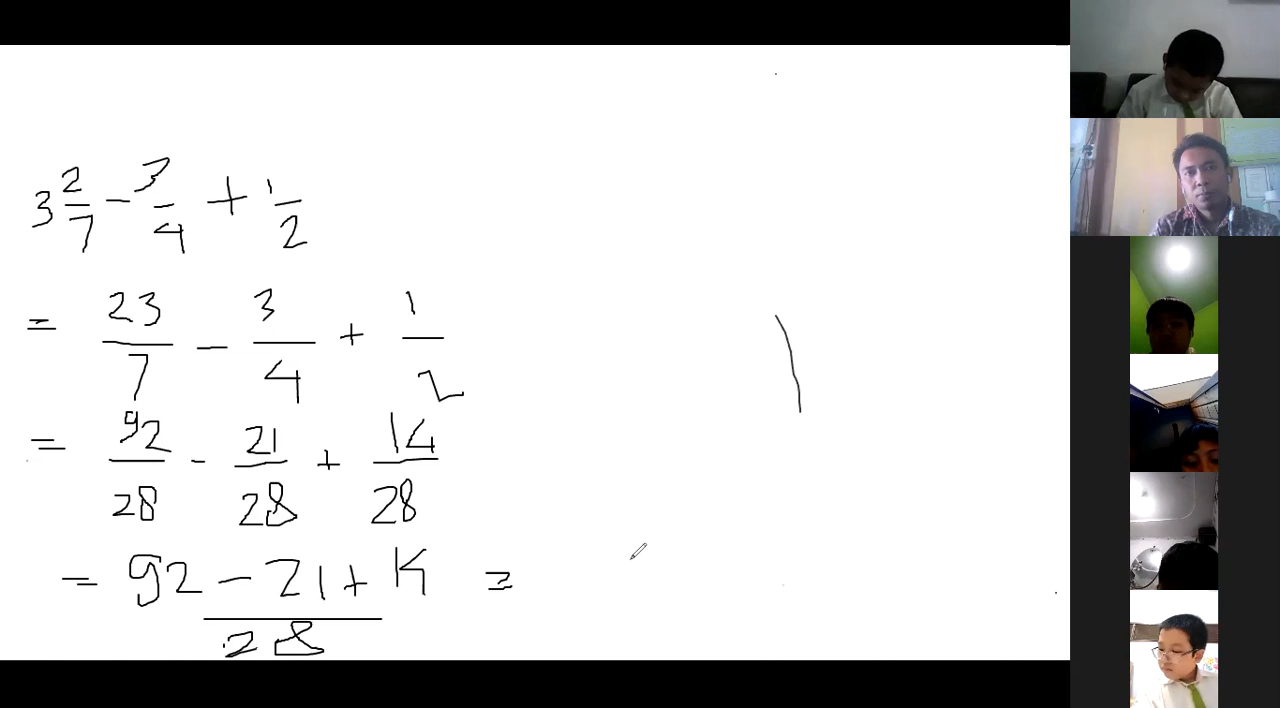 3 2/7 - 3/4 + 1/2
= 23/7 - 3/4 + 1/2
= 92/28 - 21/28 + 14/28
= 92 - 21 + 14 / 28 =